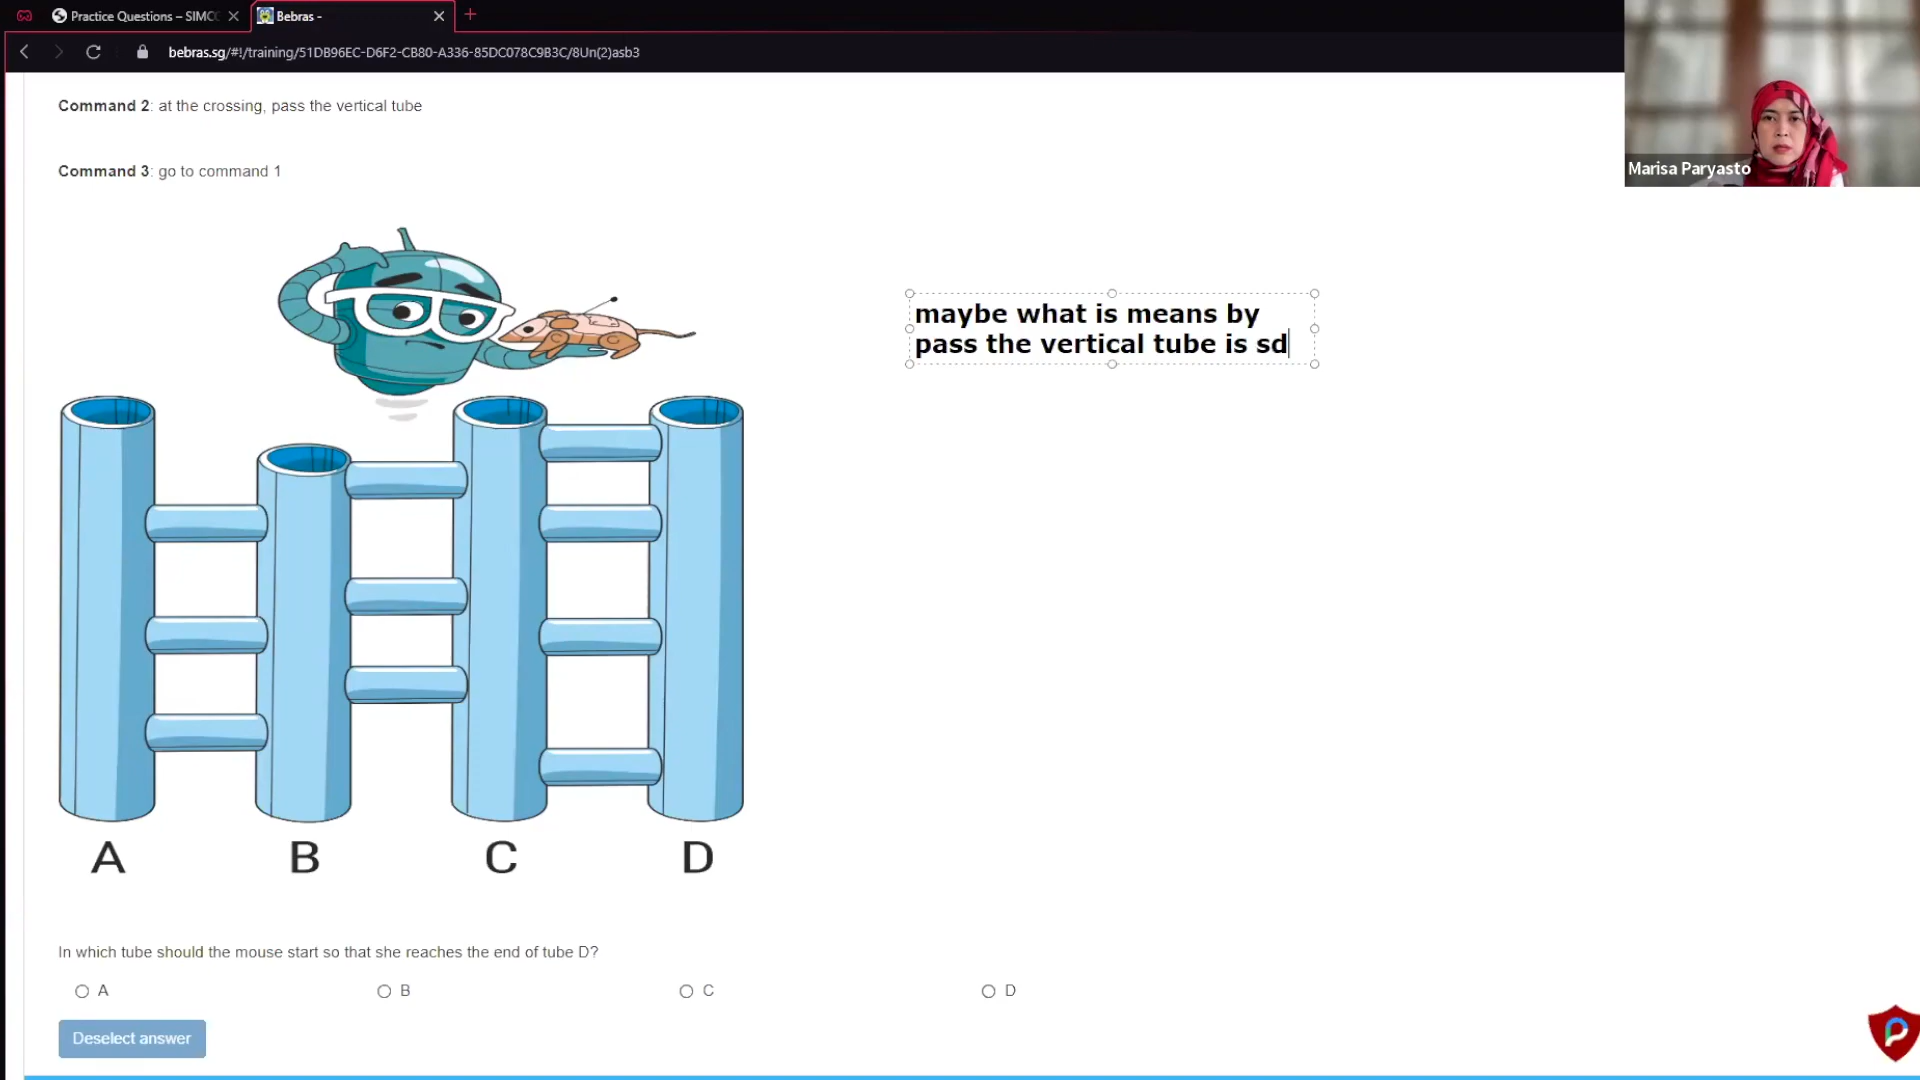 Practice Questions – SIMC
Bebras -
bebras.sg/#!/training/51DB96EC-D6F2-CB80-A336-85DC078C9B3C/8Un(2)asb3
Marisa Paryasto
Command 2: at the crossing, pass the vertical tube
Command 3: go to command 1
maybe what is means by
pass the vertical tube is sd
A B C D
In which tube should the mouse start so that she reaches the end of tube D?
A B C D
Deselect answer